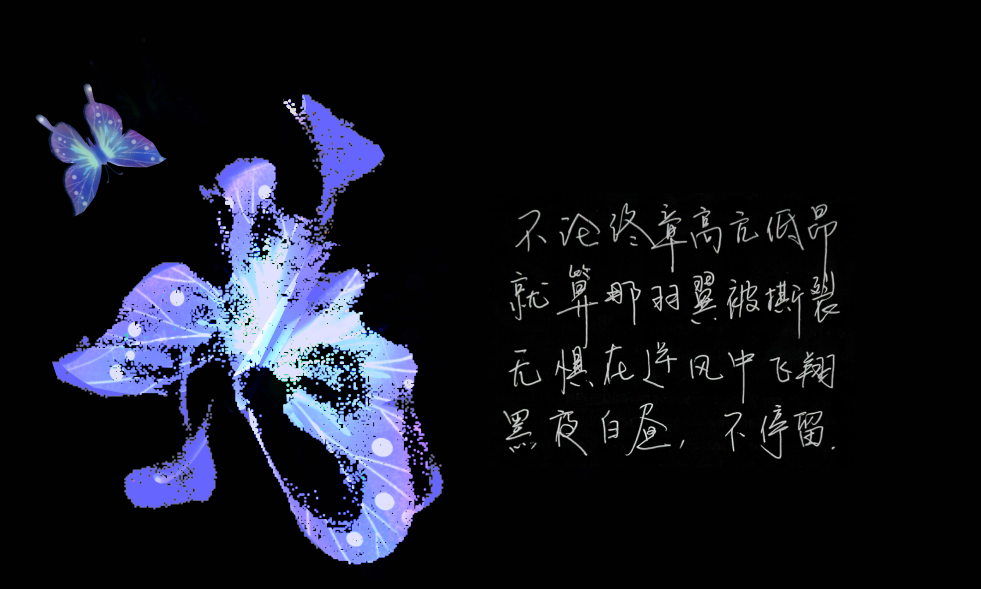 不论终章高亢低昂
就算那羽翼被撕裂
无惧在逆风中飞翔
黑夜白昼，不停留.